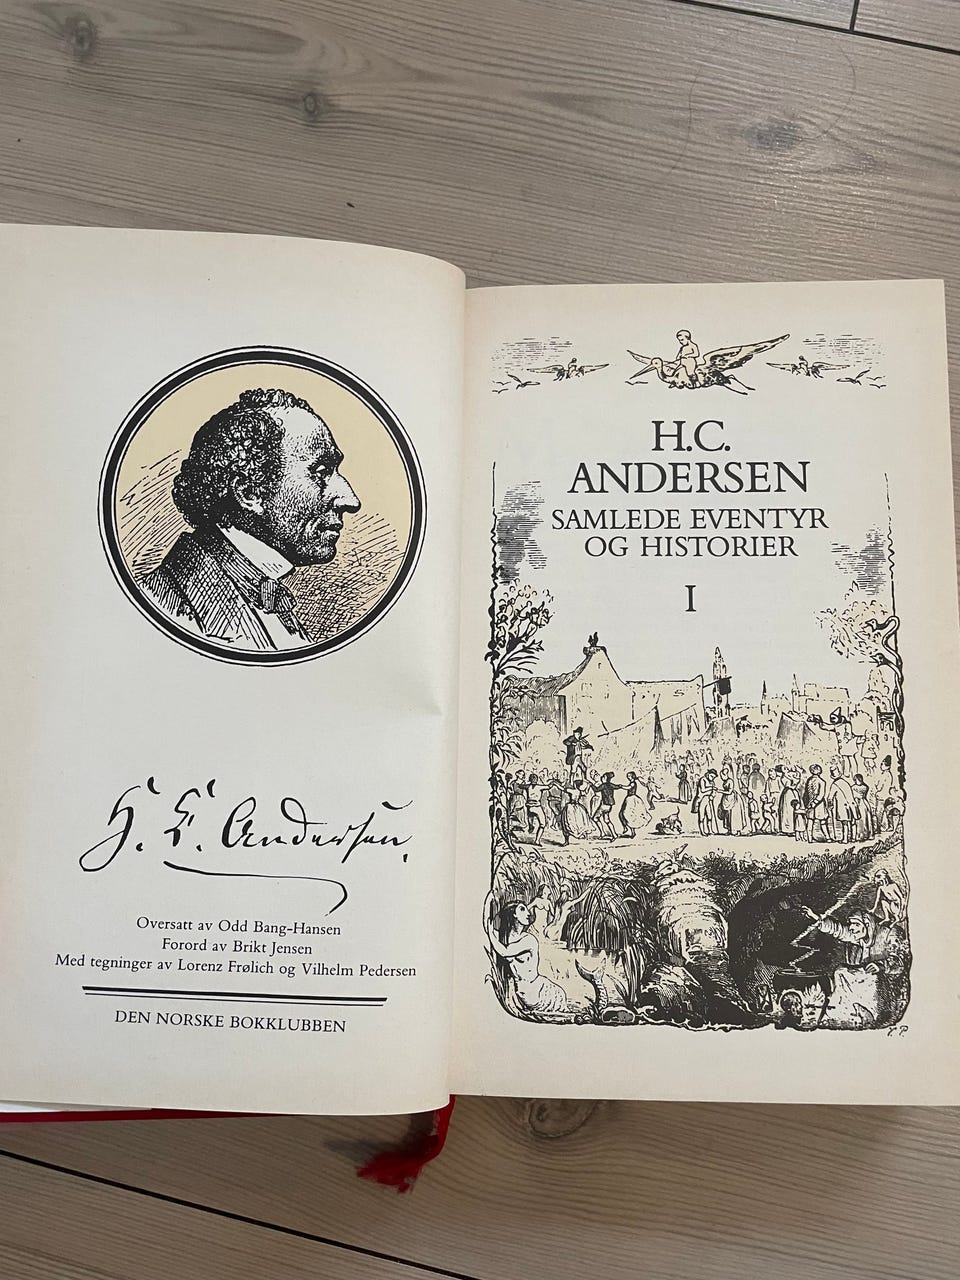 H. C. Andersen.
Oversatt av Odd Bang-Hansen
Forord av Brikt Jensen
Med tegninger av Lorenz Frølich og Vilhelm Pedersen
DEN NORSKE BOKKLUBBEN
H.C.
ANDERSEN
SAMLEDE EVENTYR
OG HISTORIER
I